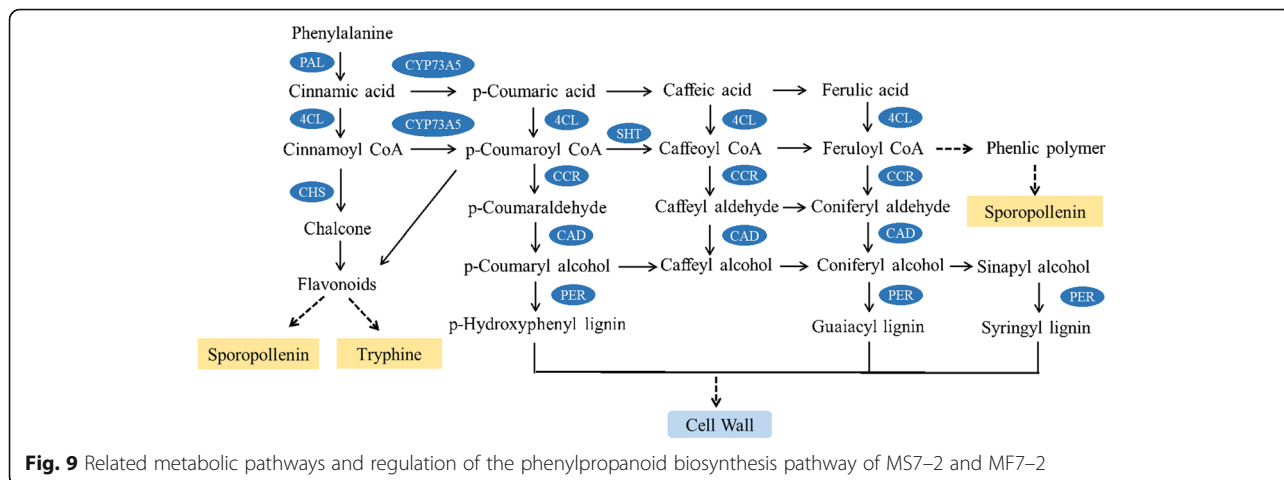 Phenylalanine
PAL CYP73A5
Cinnamic acid p-Coumaric acid Caffeic acid Ferulic acid
4CL CYP73A5 4CL SHT 4CL 4CL
Cinnamoyl CoA p-Coumaroyl CoA Caffeoyl CoA Feruloyl CoA Phenlic polymer
CHS CCR CCR CCR
p-Coumaraldehyde Caffeyl aldehyde Coniferyl aldehyde Sporopollenin
Chalcone CAD CAD CAD
p-Coumaryl alcohol Caffeyl alcohol Coniferyl alcohol Sinapyl alcohol
Flavonoids PER PER PER
p-Hydroxyphenyl lignin Guaiacyl lignin Syringyl lignin
Sporopollenin Tryphine
Cell Wall
Fig. 9 Related metabolic pathways and regulation of the phenylpropanoid biosynthesis pathway of MS7–2 and MF7–2